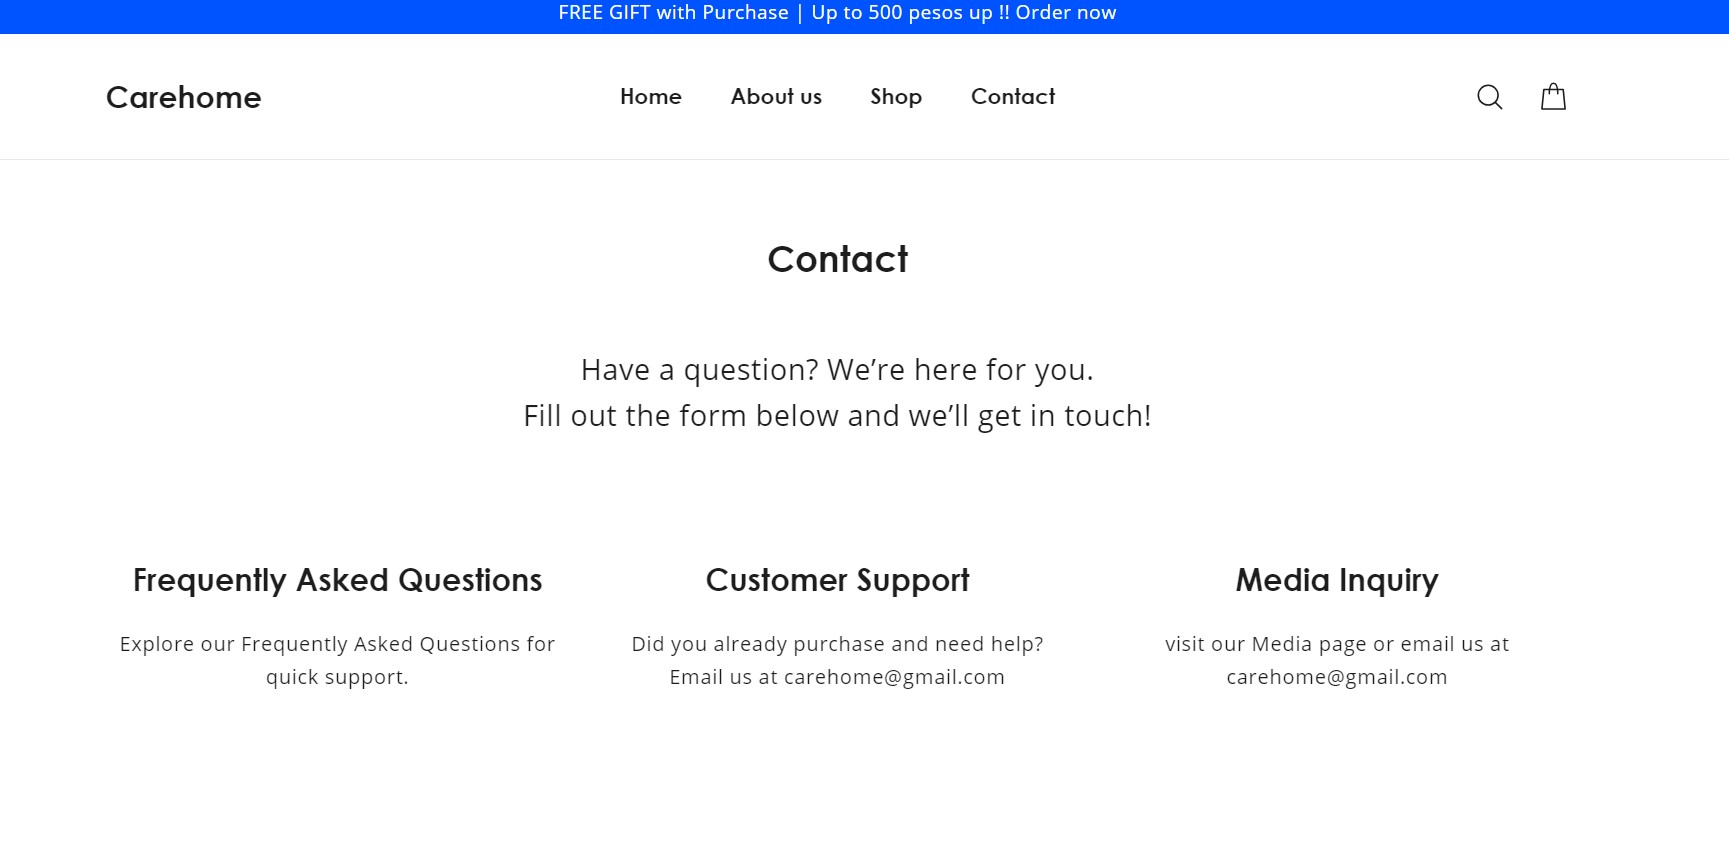 FREE GIFT with Purchase | Up to 500 pesos up !! Order now
Carehome
Home About us Shop Contact
Contact
Have a question? We’re here for you.
Fill out the form below and we’ll get in touch!
Frequently Asked Questions
Explore our Frequently Asked Questions for
quick support.
Customer Support
Did you already purchase and need help?
Email us at carehome@gmail.com
Media Inquiry
visit our Media page or email us at
carehome@gmail.com